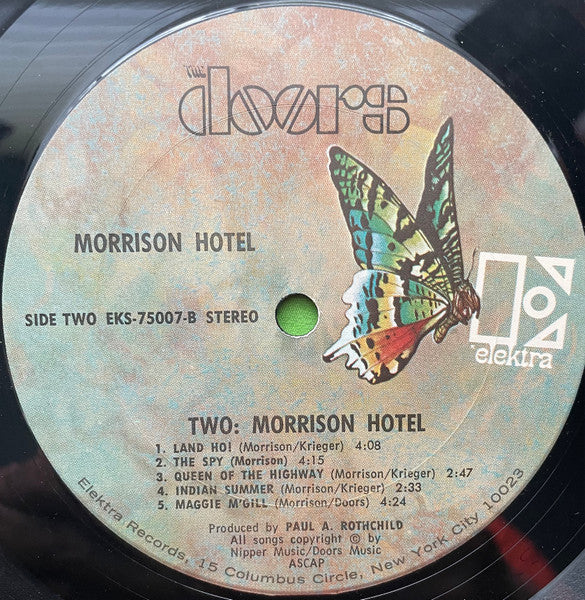 THE
doors
MORRISON HOTEL
SIDE TWO EKS-75007-B STEREO
elektra
TWO: MORRISON HOTEL
1. LAND HO! (Morrison/Krieger) 4:08
2. THE SPY (Morrison) 4:15
3. QUEEN OF THE HIGHWAY (Morrison/Krieger) 2:47
4. INDIAN SUMMER (Morrison/Krieger) 2:33
5. MAGGIE M'GILL (Morrison/Doors) 4:24
Produced by PAUL A. ROTHCHILD
All songs copyright © by
Nipper Music/Doors Music
ASCAP
Elektra Records, 15 Columbus Circle, New York City 10023